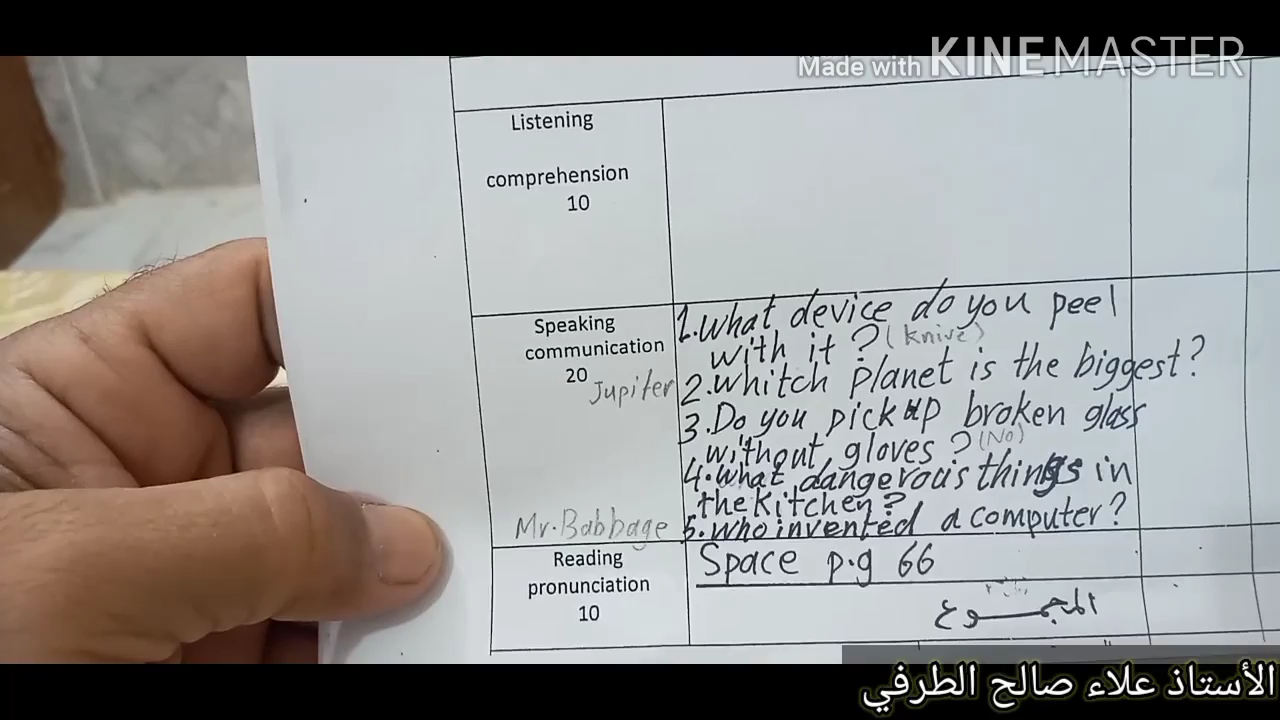 Made with KINEMASTER
Listening
comprehension
10
Speaking
communication
20
Jupiter
Mr. Babbage
1. what device do you peel
with it? (knive)
2. whitch planet is the biggest?
3. Do you pick up broken glass
without gloves? (No)
4. what dangerous things in
the kitchen?
5. who invented a computer?
Reading
pronunciation
10
Space p.g 66
المجمـــوع
الأستاذ علاء صالح الطرفي